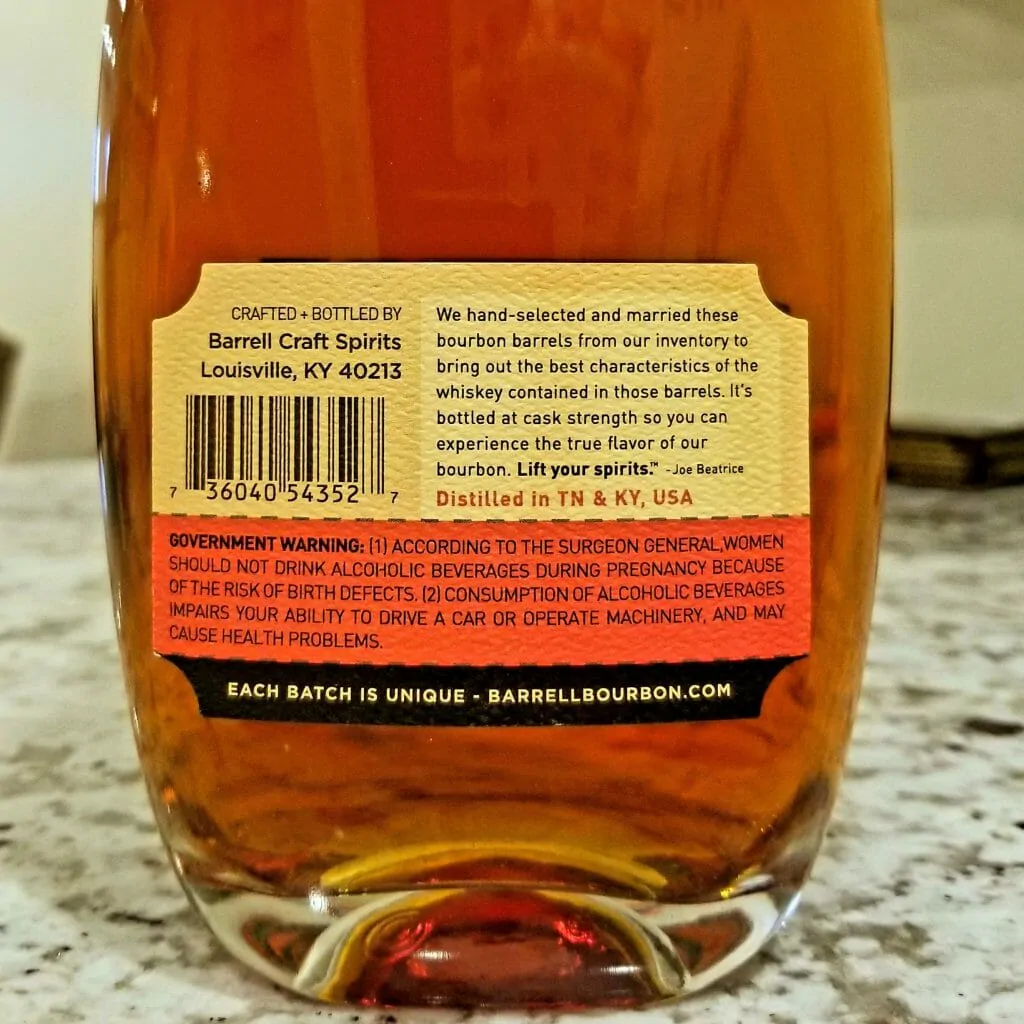 CRAFTED + BOTTLED BY
Barrell Craft Spirits
Louisville, KY 40213
7 36040 54352 7
We hand-selected and married these
bourbon barrels from our inventory to
bring out the best characteristics of the
whiskey contained in those barrels. It's
bottled at cask strength so you can
experience the true flavor of our
bourbon. Lift your spirits.™ -Joe Beatrice
Distilled in TN & KY, USA
GOVERNMENT WARNING: (1) ACCORDING TO THE SURGEON GENERAL,WOMEN
SHOULD NOT DRINK ALCOHOLIC BEVERAGES DURING PREGNANCY BECAUSE
OF THE RISK OF BIRTH DEFECTS. (2) CONSUMPTION OF ALCOHOLIC BEVERAGES
IMPAIRS YOUR ABILITY TO DRIVE A CAR OR OPERATE MACHINERY, AND MAY
CAUSE HEALTH PROBLEMS.
EACH BATCH IS UNIQUE - BARRELLBOURBON.COM